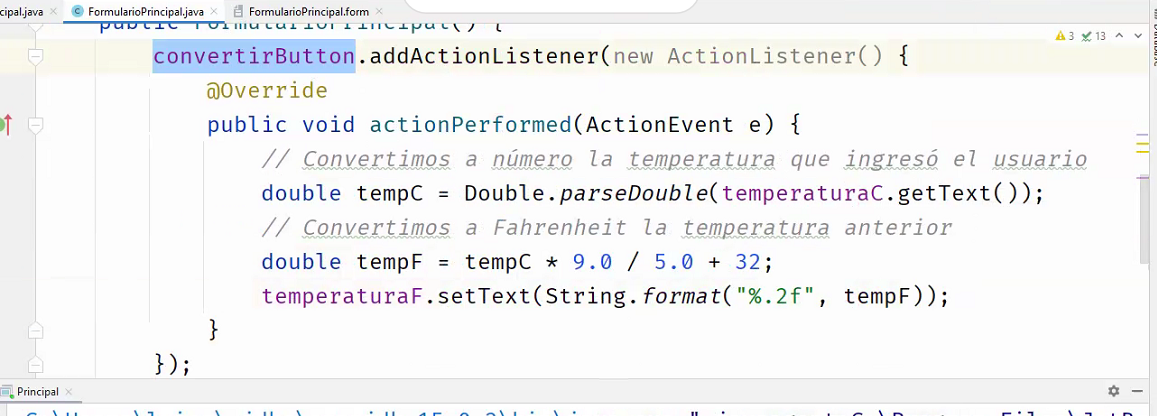 cipal.java FormularioPrincipal.java FormularioPrincipal.form
public FormularioPrincipal() {
convertirButton.addActionListener(new ActionListener() { 3 13
@Override
public void actionPerformed(ActionEvent e) {
// Convertimos a número la temperatura que ingresó el usuario
double tempC = Double.parseDouble(temperaturaC.getText());
// Convertimos a Fahrenheit la temperatura anterior
double tempF = tempC * 9.0 / 5.0 + 32;
temperaturaF.setText(String.format("%.2f", tempF));
}
});
Principal